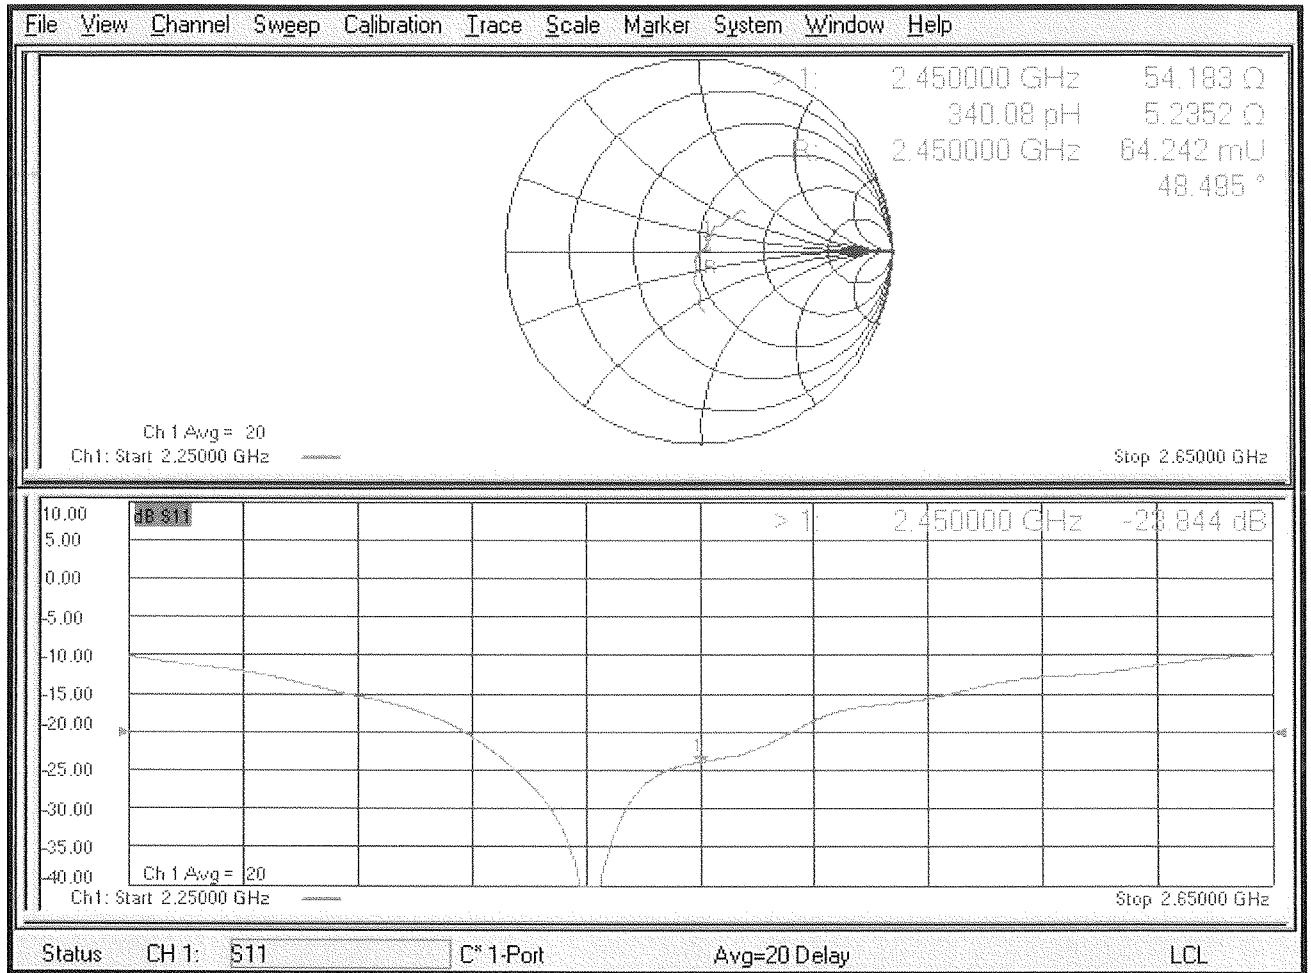 File View Channel Sweep Calibration Trace Scale Marker System Window Help
> 1: 2.450000 GHz 54.183 Ω
340.08 pH 5.2352 Ω
R: 2.450000 GHz 64.242 mU
48.495 °
1
R
Ch 1 Avg = 20
Ch1: Start 2.25000 GHz
Stop 2.65000 GHz
10.00 dB S11 > 1: 2.450000 GHz -23.844 dB
5.00
0.00
-5.00
-10.00
-15.00
-20.00
1
-25.00
-30.00
-35.00
-40.00 Ch 1 Avg = 20
Ch1: Start 2.25000 GHz
Stop 2.65000 GHz
Status CH 1: S11 C* 1-Port Avg=20 Delay LCL